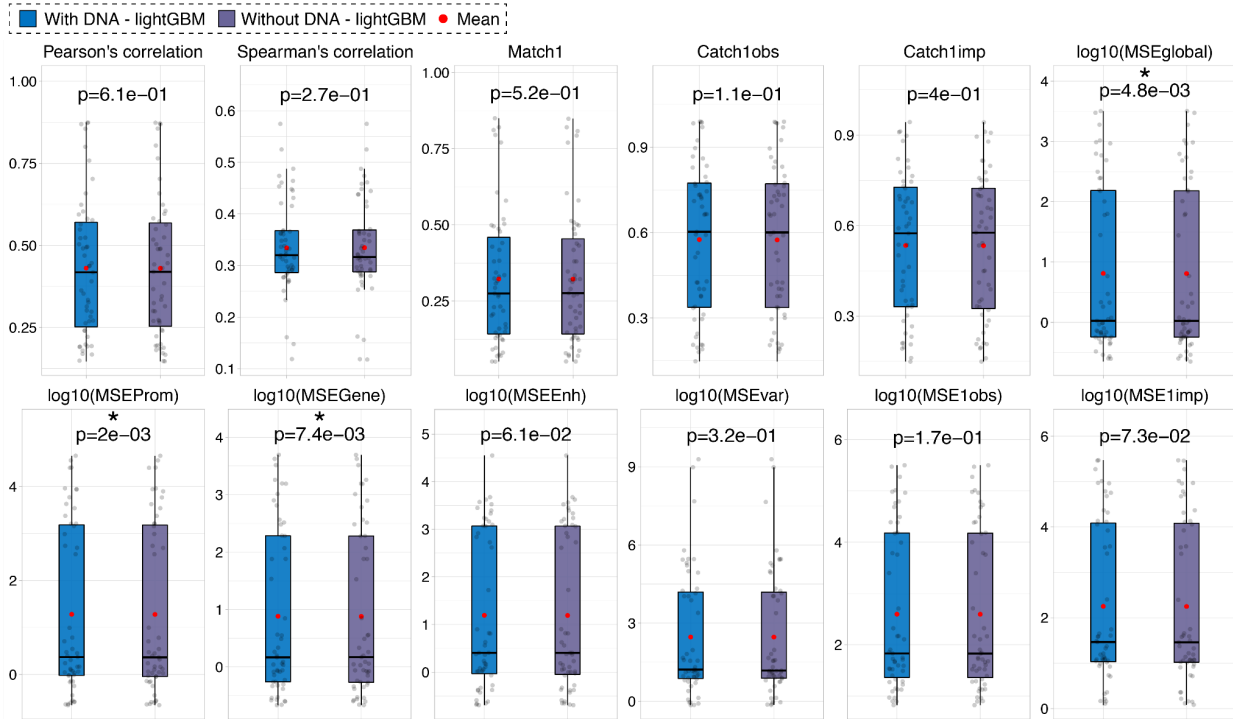 With DNA - lightGBM Without DNA - lightGBM Mean
Pearson's correlation Spearman's correlation Match1 Catch1obs Catch1imp log10(MSEglobal)
p=6.1e−01 p=2.7e−01 p=5.2e−01 p=1.1e−01 p=4e−01 * p=4.8e−03
1.00 0.6 1.00 0.9 0.9 4
0.75 0.5 0.75 0.6 0.6 3
0.50 0.4 0.50 0.3 0.3 2
0.25 0.3 0.25 1
0.2 0
0.1
log10(MSEProm) log10(MSEGene) log10(MSEEnh) log10(MSEvar) log10(MSE1obs) log10(MSE1imp)
* p=2e−03 * p=7.4e−03 p=6.1e−02 p=3.2e−01 p=1.7e−01 p=7.3e−02
4 4 5 9 6 6
2 3 4 6 4 4
0 2 3 3 2 2
1 2 0 0
0 1
0